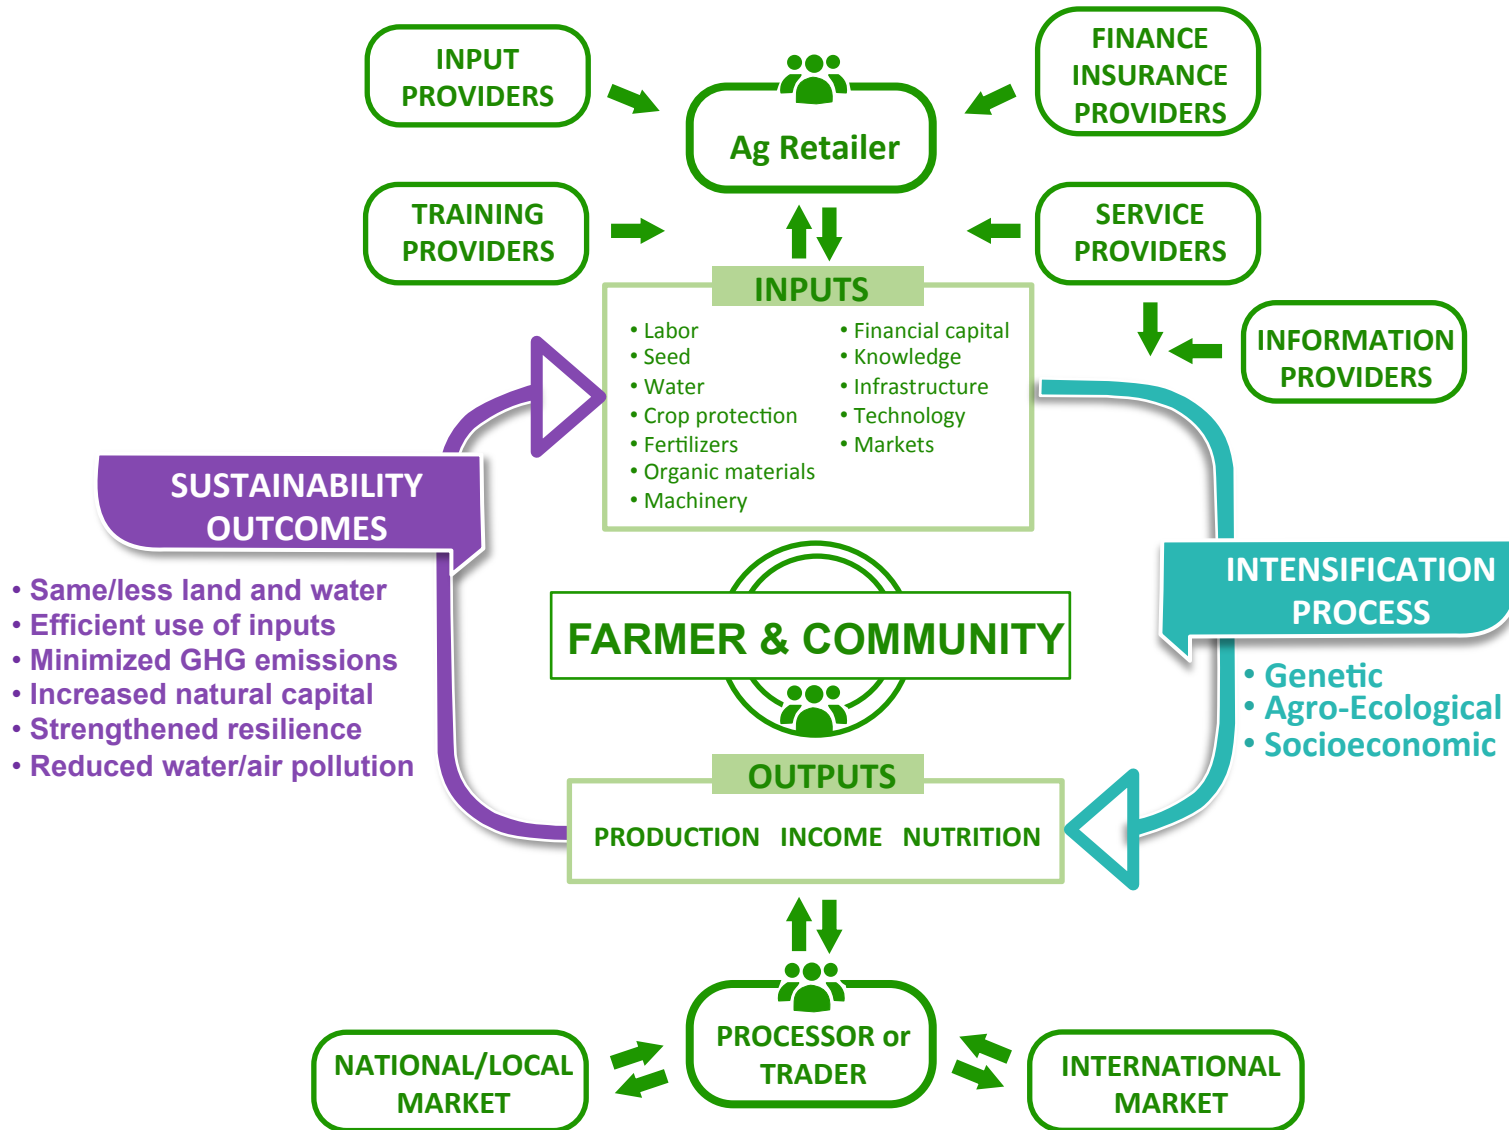 INPUT
PROVIDERS
Ag Retailer
FINANCE
INSURANCE
PROVIDERS
TRAINING
PROVIDERS
SERVICE
PROVIDERS
INFORMATION
PROVIDERS
INPUTS
• Labor
• Seed
• Water
• Crop protection
• Fertilizers
• Organic materials
• Machinery
• Financial capital
• Knowledge
• Infrastructure
• Technology
• Markets
SUSTAINABILITY
OUTCOMES
• Same/less land and water
• Efficient use of inputs
• Minimized GHG emissions
• Increased natural capital
• Strengthened resilience
• Reduced water/air pollution
FARMER & COMMUNITY
INTENSIFICATION
PROCESS
• Genetic
• Agro-Ecological
• Socioeconomic
OUTPUTS
PRODUCTION INCOME NUTRITION
PROCESSOR or
TRADER
NATIONAL/LOCAL
MARKET
INTERNATIONAL
MARKET